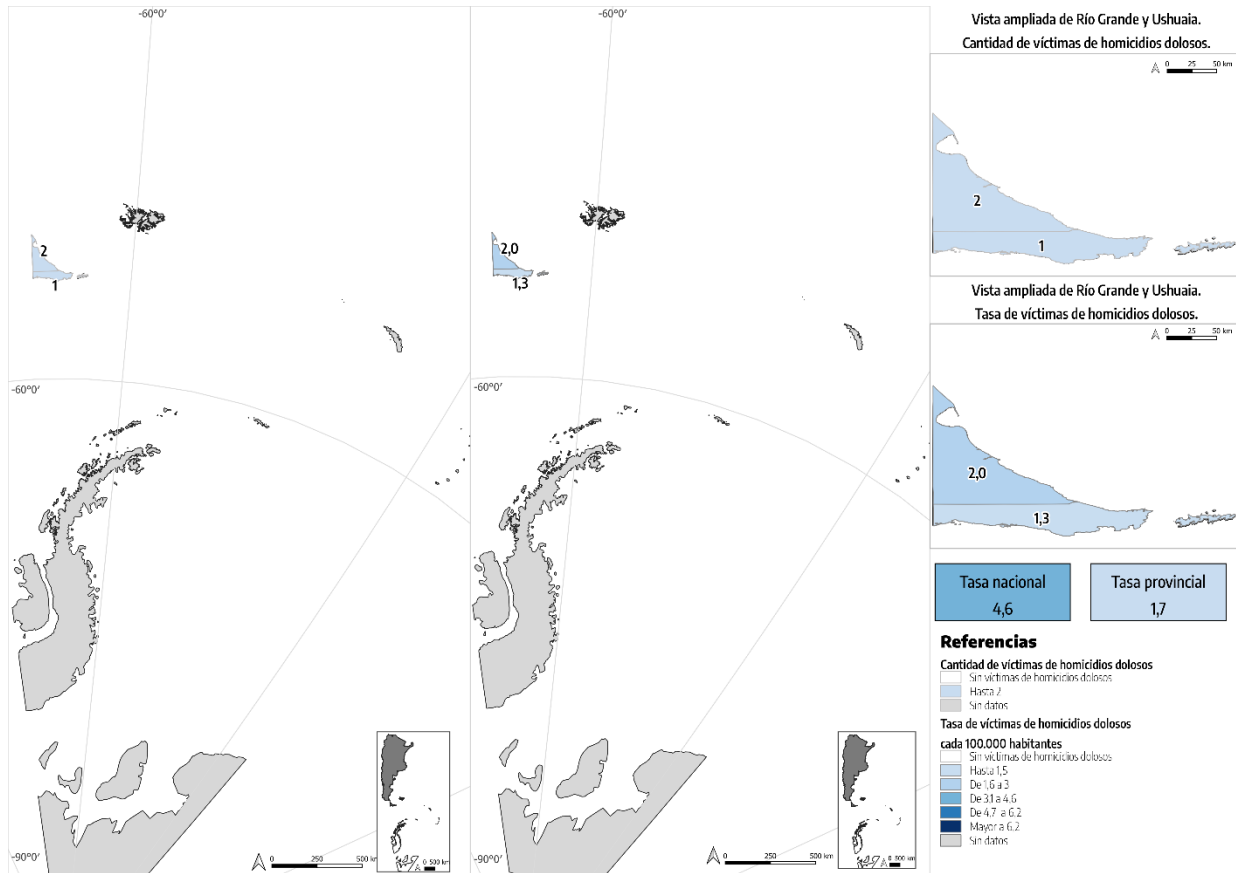 -60°0'
2
1
-60°0'
-90°0'
0 250 500 km
0 500 km
-60°0'
2,0
1,3
-60°0'
0 250 500 km
0 500 km
Vista ampliada de Río Grande y Ushuaia.
Cantidad de víctimas de homicidios dolosos.
0 25 50 km
2
1
Vista ampliada de Río Grande y Ushuaia.
Tasa de víctimas de homicidios dolosos.
0 25 50 km
2,0
1,3
Tasa nacional
4,6
Tasa provincial
1,7
Referencias
Cantidad de víctimas de homicidios dolosos
Sin víctimas de homicidios dolosos
Hasta 2
Sin datos
Tasa de víctimas de homicidios dolosos
cada 100.000 habitantes
Sin víctimas de homicidios dolosos
Hasta 1,5
De 1,6 a 3
De 3,1 a 4,6
De 4,7 a 6,2
Mayor a 6,2
Sin datos